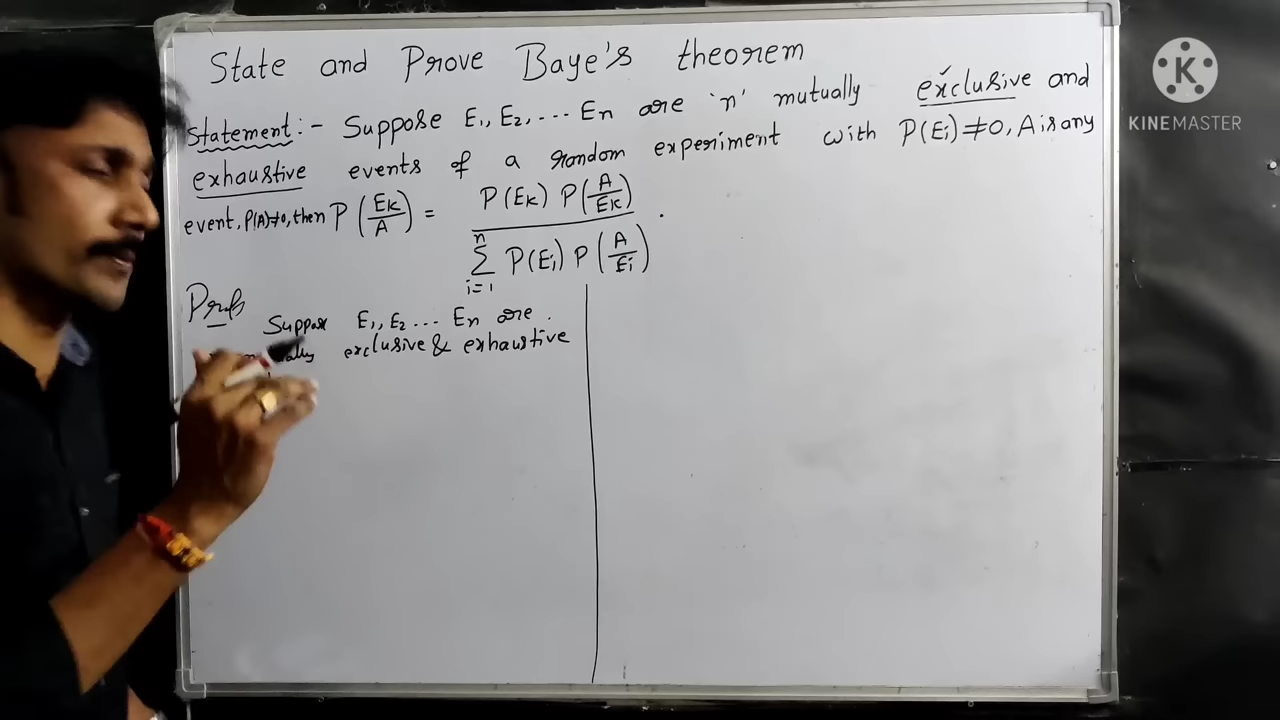 State and Prove Baye's theorem
Statement:- Suppose E1, E2, ... En are 'n' mutually exclusive and
exhaustive events of a random experiment with P(Ei)≠0, A is any
event, P(A)≠0, then P(Ek/A) = P(Ek) P(A/Ek) / ∑ i=1 n P(Ei) P(A/Ei).
Suppose E1, E2 ... En are.
exclusive & exhaustive
KINEMASTER